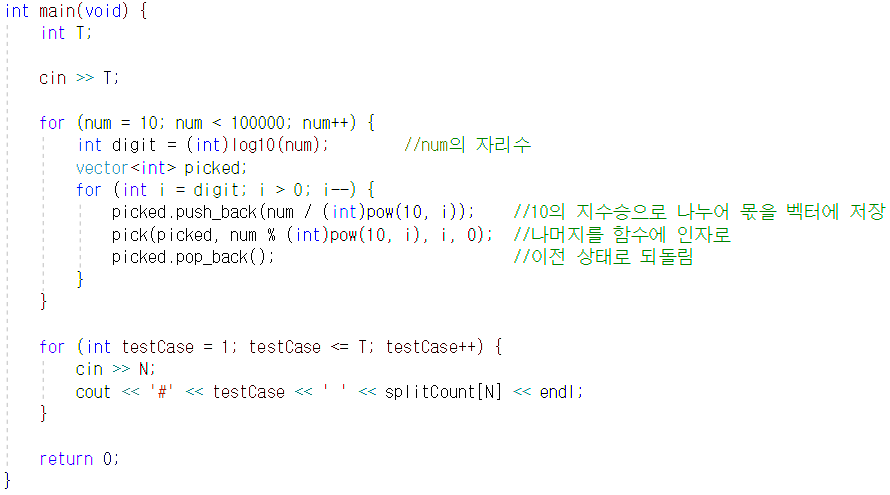 int main(void) {
    int T;

    cin >> T;

    for (num = 10; num < 100000; num++) {
        int digit = (int)log10(num);        //num의 자리수
        vector<int> picked;
        for (int i = digit; i > 0; i--) {
            picked.push_back(num / (int)pow(10, i));    //10의 지수승으로 나누어 몫을 벡터에 저장
            pick(picked, num % (int)pow(10, i), i, 0);  //나머지를 함수에 인자로
            picked.pop_back();                          //이전 상태로 되돌림
        }
    }

    for (int testCase = 1; testCase <= T; testCase++) {
        cin >> N;
        cout << '#' << testCase << ' ' << splitCount[N] << endl;
    }

    return 0;
}